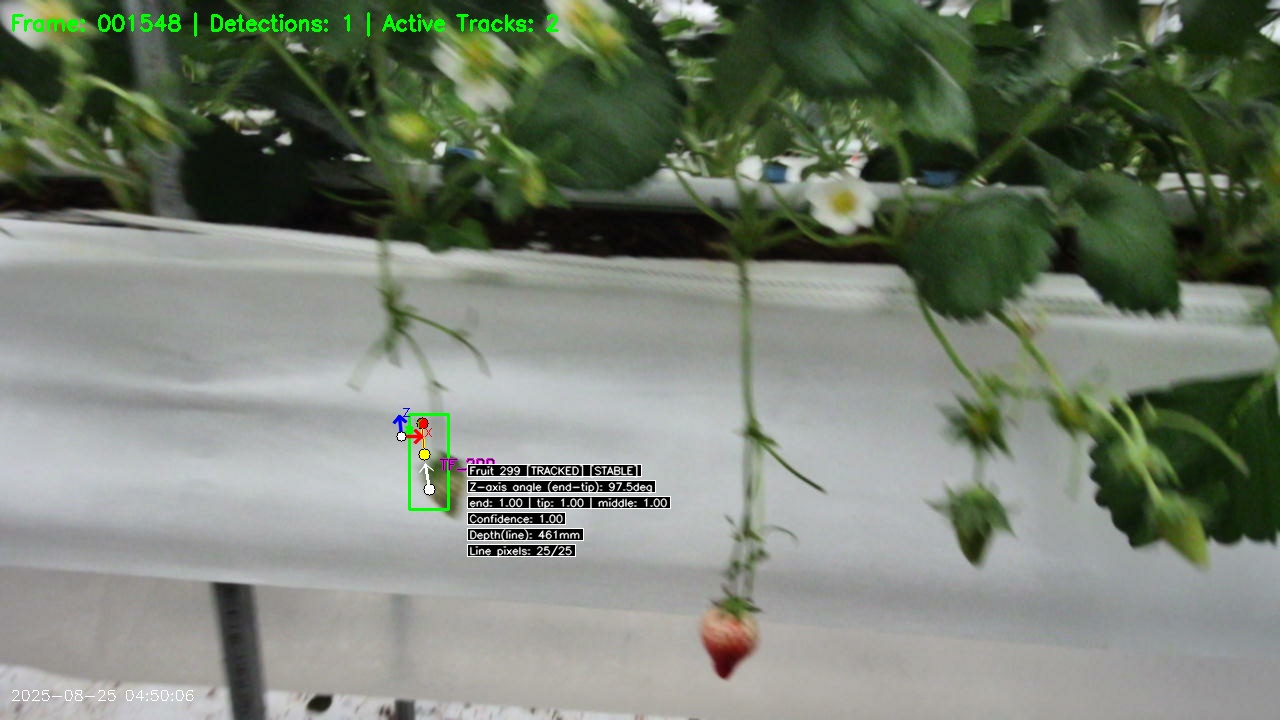 Frame: 001548 | Detections: 1 | Active Tracks: 2
Z
X
Fruit 299 [TRACKED] [STABLE]
Z-axis angle (end-tip): 97.5deg
end: 1.00 | tip: 1.00 | middle: 1.00
Confidence: 1.00
Depth(line): 461mm
Line pixels: 25/25
2025-08-25 04:50:06